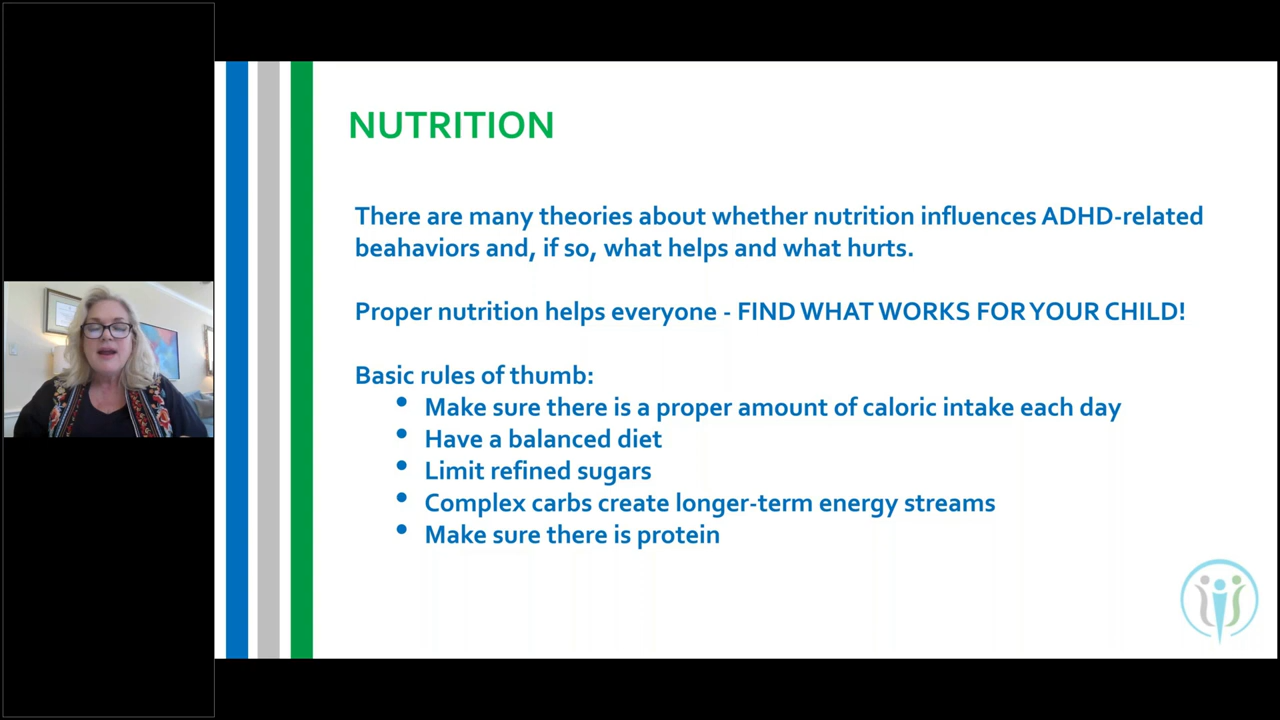 NUTRITION
There are many theories about whether nutrition influences ADHD-related
beahaviors and, if so, what helps and what hurts.
Proper nutrition helps everyone - FIND WHAT WORKS FOR YOUR CHILD!
Basic rules of thumb:
• Make sure there is a proper amount of caloric intake each day
• Have a balanced diet
• Limit refined sugars
• Complex carbs create longer-term energy streams
• Make sure there is protein